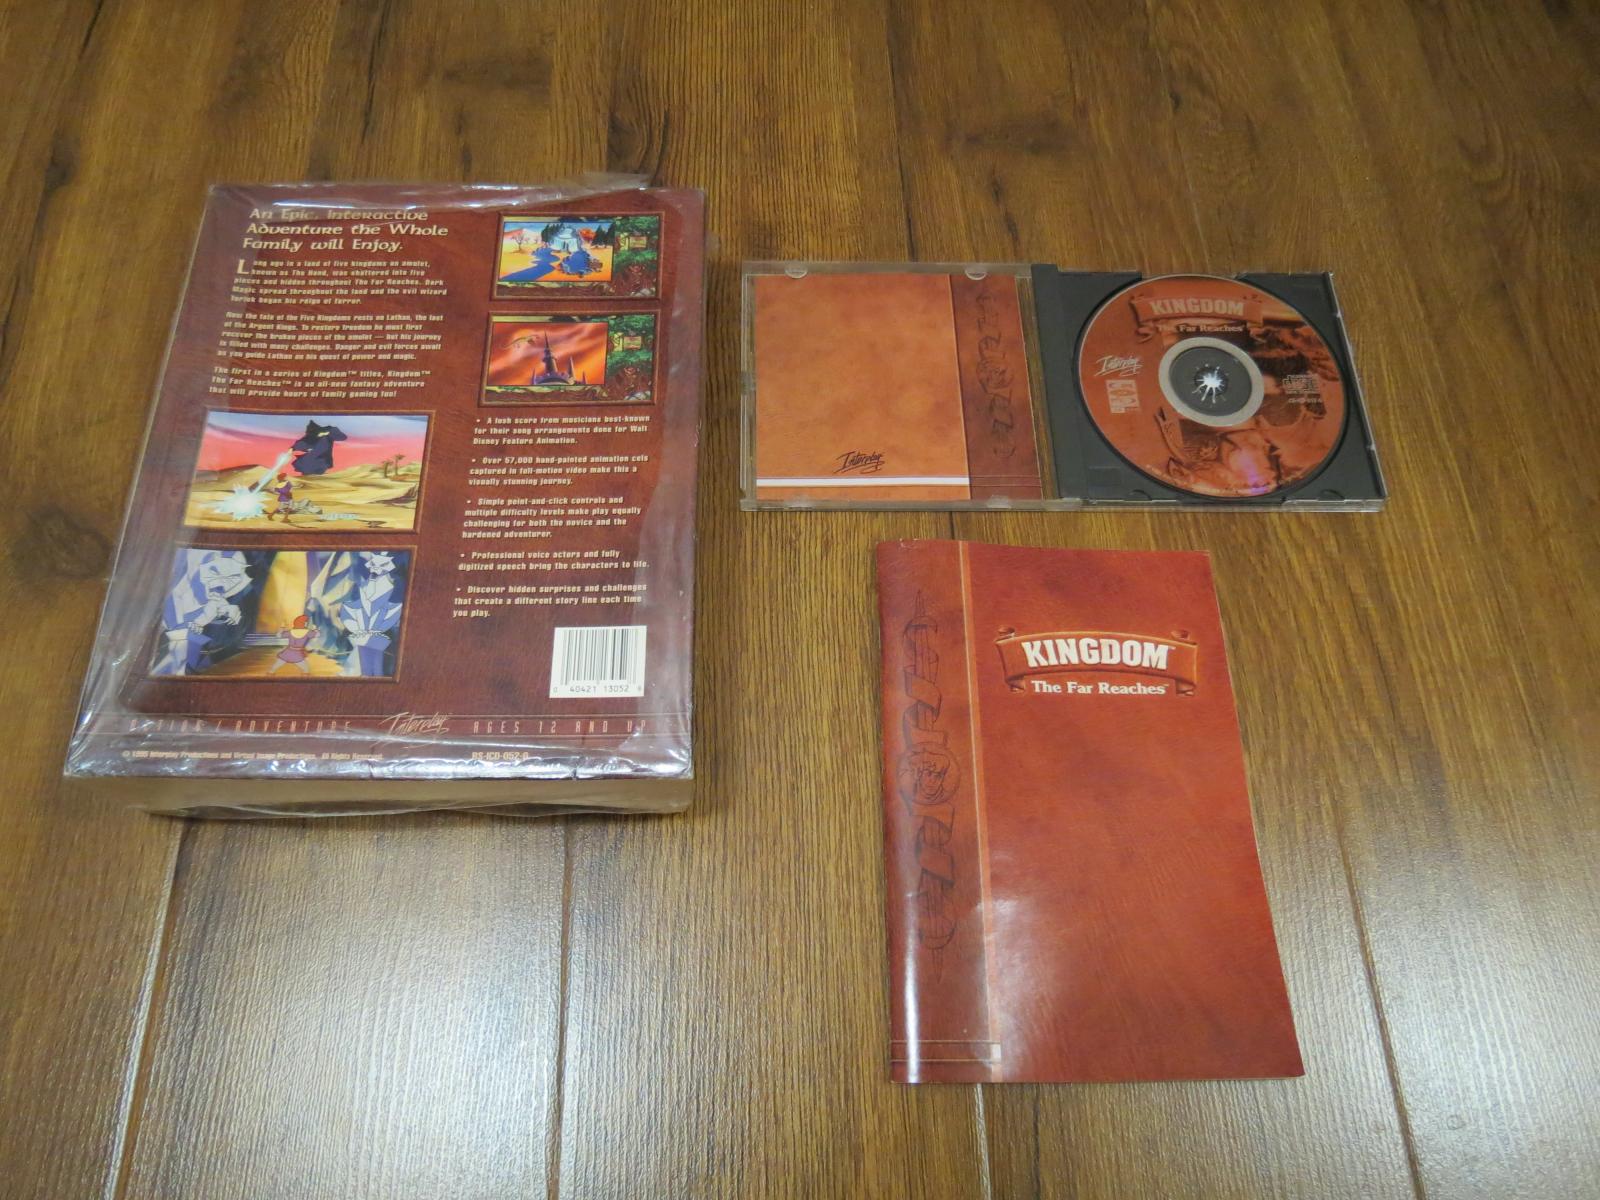 An Epic, Interactive
Adventure the Whole
Family will Enjoy.
Long ago in a land of five kingdoms an amulet,
known as The Hand, was shattered into five
pieces and hidden throughout The Far Reaches. Dark
Magic spread throughout the land and the evil wizard
Torlok began his reign of terror.
Now the fate of the Five Kingdoms rests on Lathan, the last
of the Argent Kings. To restore freedom he must first
recover the broken pieces of the amulet — but his journey
is filled with many challenges. Danger and evil forces await
as you guide Lathan on his quest of power and magic.
The first in a series of Kingdom™ titles, Kingdom™
The Far Reaches™ is an all-new fantasy adventure
that will provide hours of family gaming fun!
• A lush score from musicians best-known
for their song arrangements done for Walt
Disney Feature Animation.
• Over 57,000 hand-painted animation cels
captured in full-motion video make this a
visually stunning journey.
• Simple point-and-click controls and
multiple difficulty levels make play equally
challenging for both the novice and the
hardened adventurer.
• Professional voice actors and fully
digitized speech bring the characters to life.
• Discover hidden surprises and challenges
that create a different story line each time
you play.
0 40421 13052 8
ACTION / ADVENTURE Interplay™ AGES 12 AND UP
© 1995 Interplay Productions and Virtual Image Productions. All Rights Reserved.
RS-ICD-052-0
Interplay
KINGDOM
The Far Reaches
Interplay
KINGDOM™
The Far Reaches™